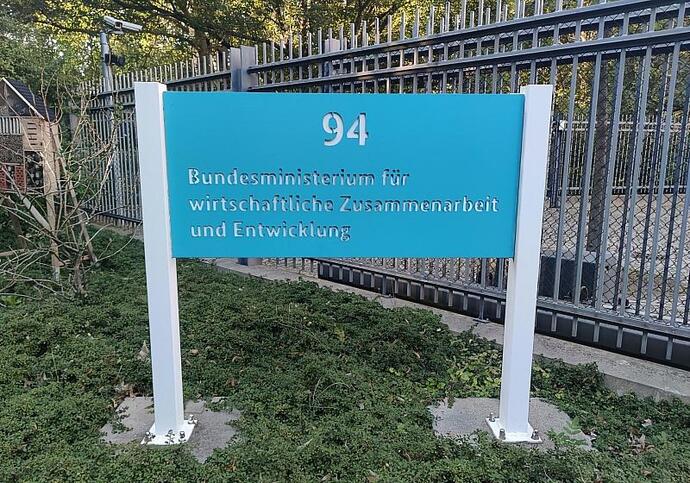 94
Bundesministerium für
wirtschaftliche Zusammenarbeit
und Entwicklung